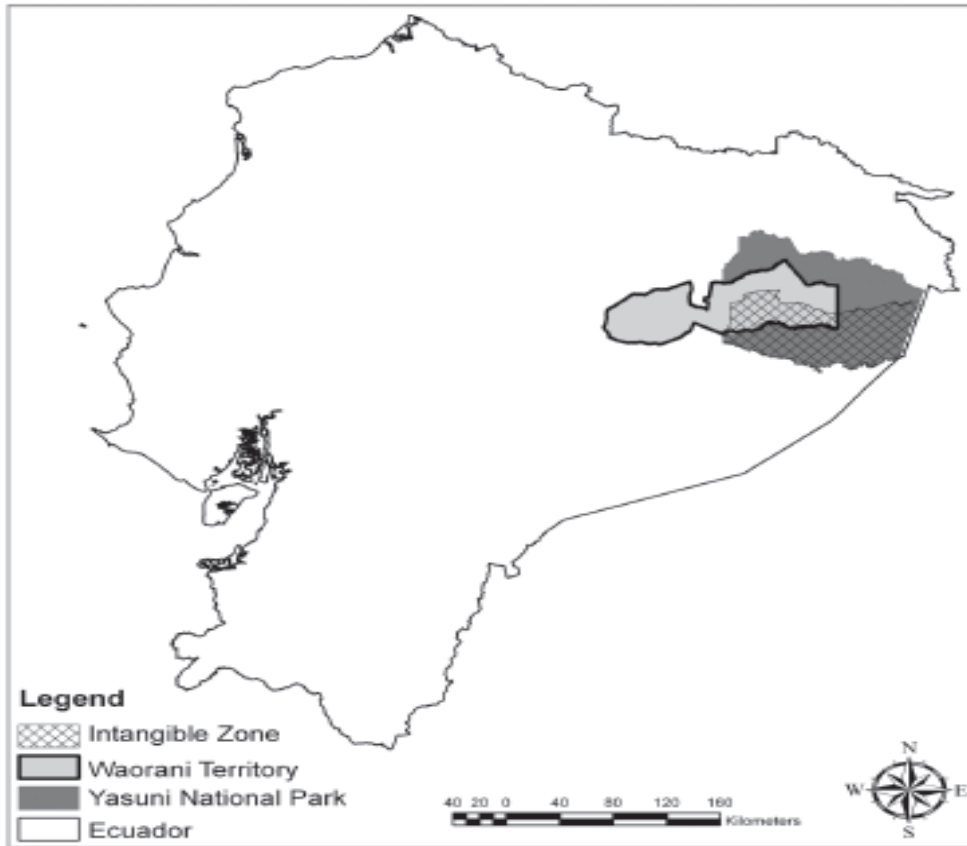 Legend
Intangible Zone
Waorani Territory
Yasuni National Park
Ecuador
40 20 0 40 80 120 160
Kilometers
N
W E
S